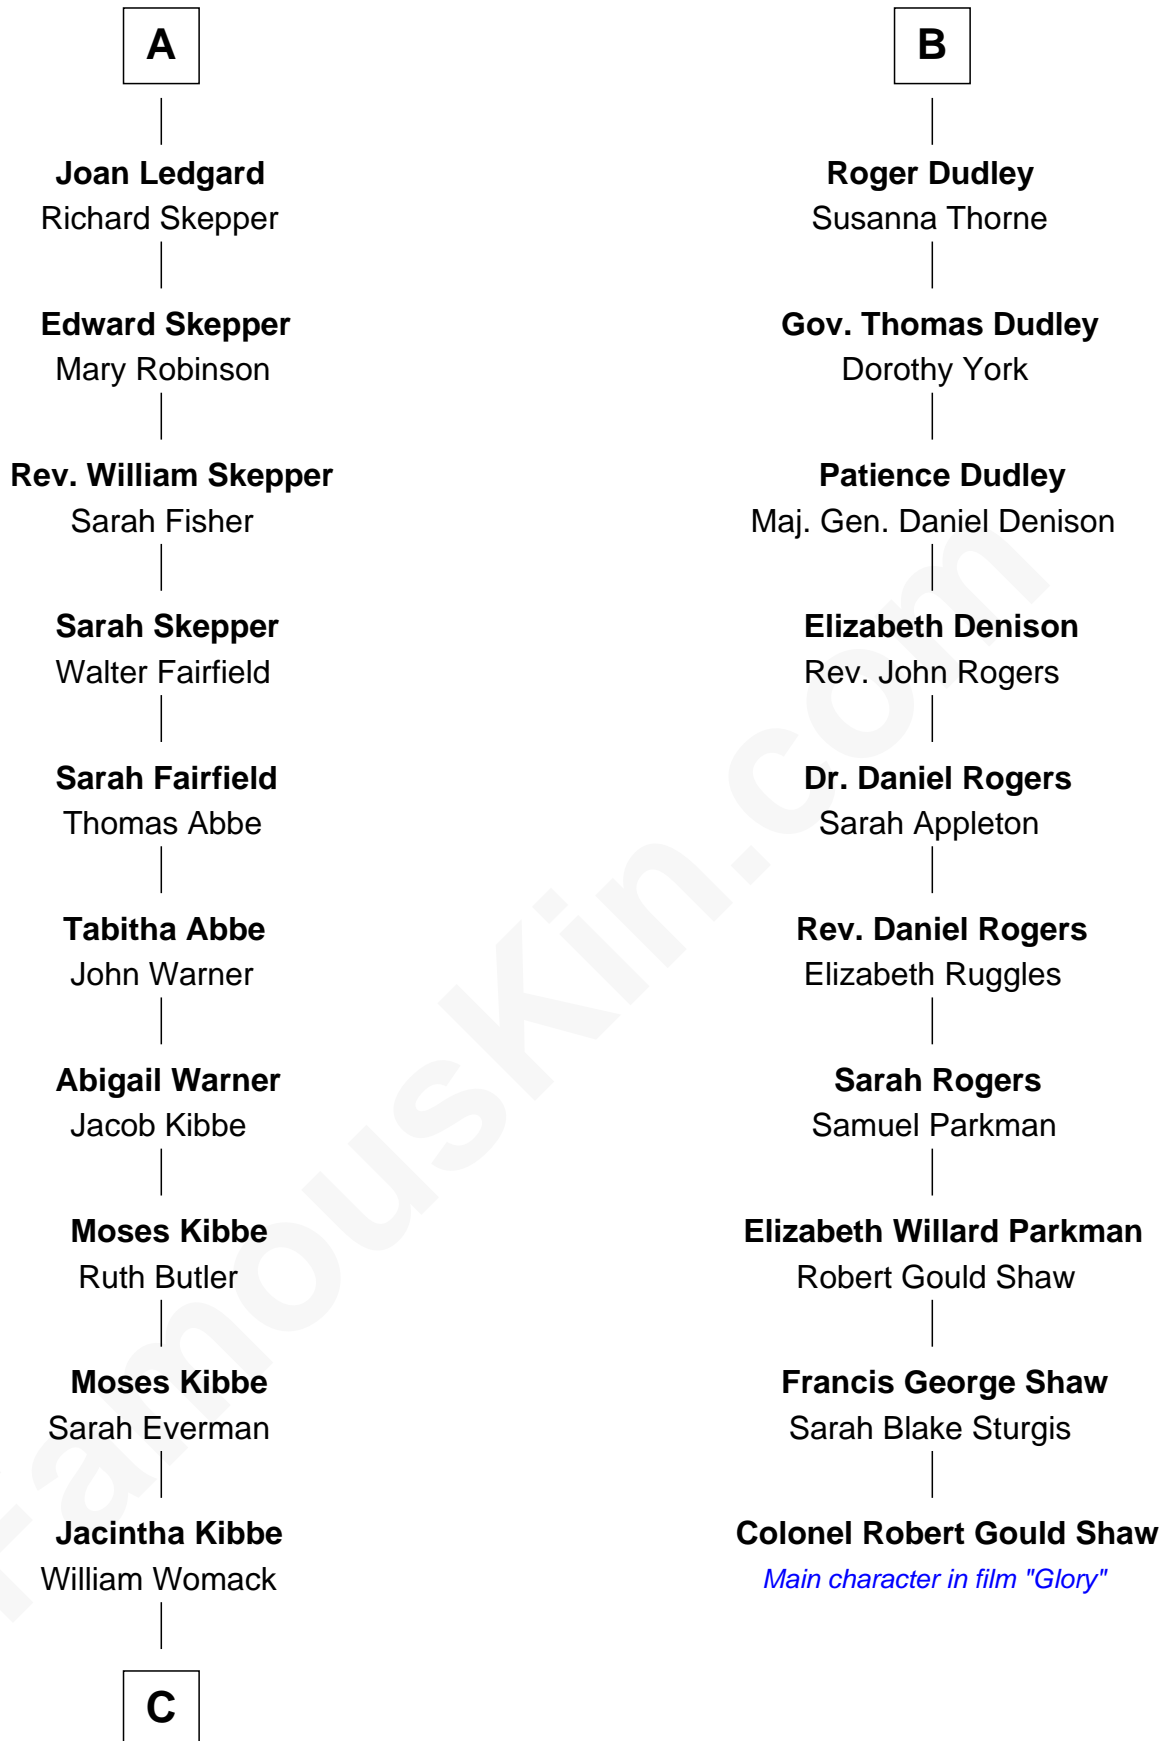 A
Joan Ledgard
Richard Skepper
Edward Skepper
Mary Robinson
Rev. William Skepper
Sarah Fisher
Sarah Skepper
Walter Fairfield
Sarah Fairfield
Thomas Abbe
Tabitha Abbe
John Warner
Abigail Warner
Jacob Kibbe
Moses Kibbe
Ruth Butler
Moses Kibbe
Sarah Everman
Jacintha Kibbe
William Womack
C
B
Roger Dudley
Susanna Thorne
Gov. Thomas Dudley
Dorothy York
Patience Dudley
Maj. Gen. Daniel Denison
Elizabeth Denison
Rev. John Rogers
Dr. Daniel Rogers
Sarah Appleton
Rev. Daniel Rogers
Elizabeth Ruggles
Sarah Rogers
Samuel Parkman
Elizabeth Willard Parkman
Robert Gould Shaw
Francis George Shaw
Sarah Blake Sturgis
Colonel Robert Gould Shaw
Main character in film "Glory"
FamousKin.com